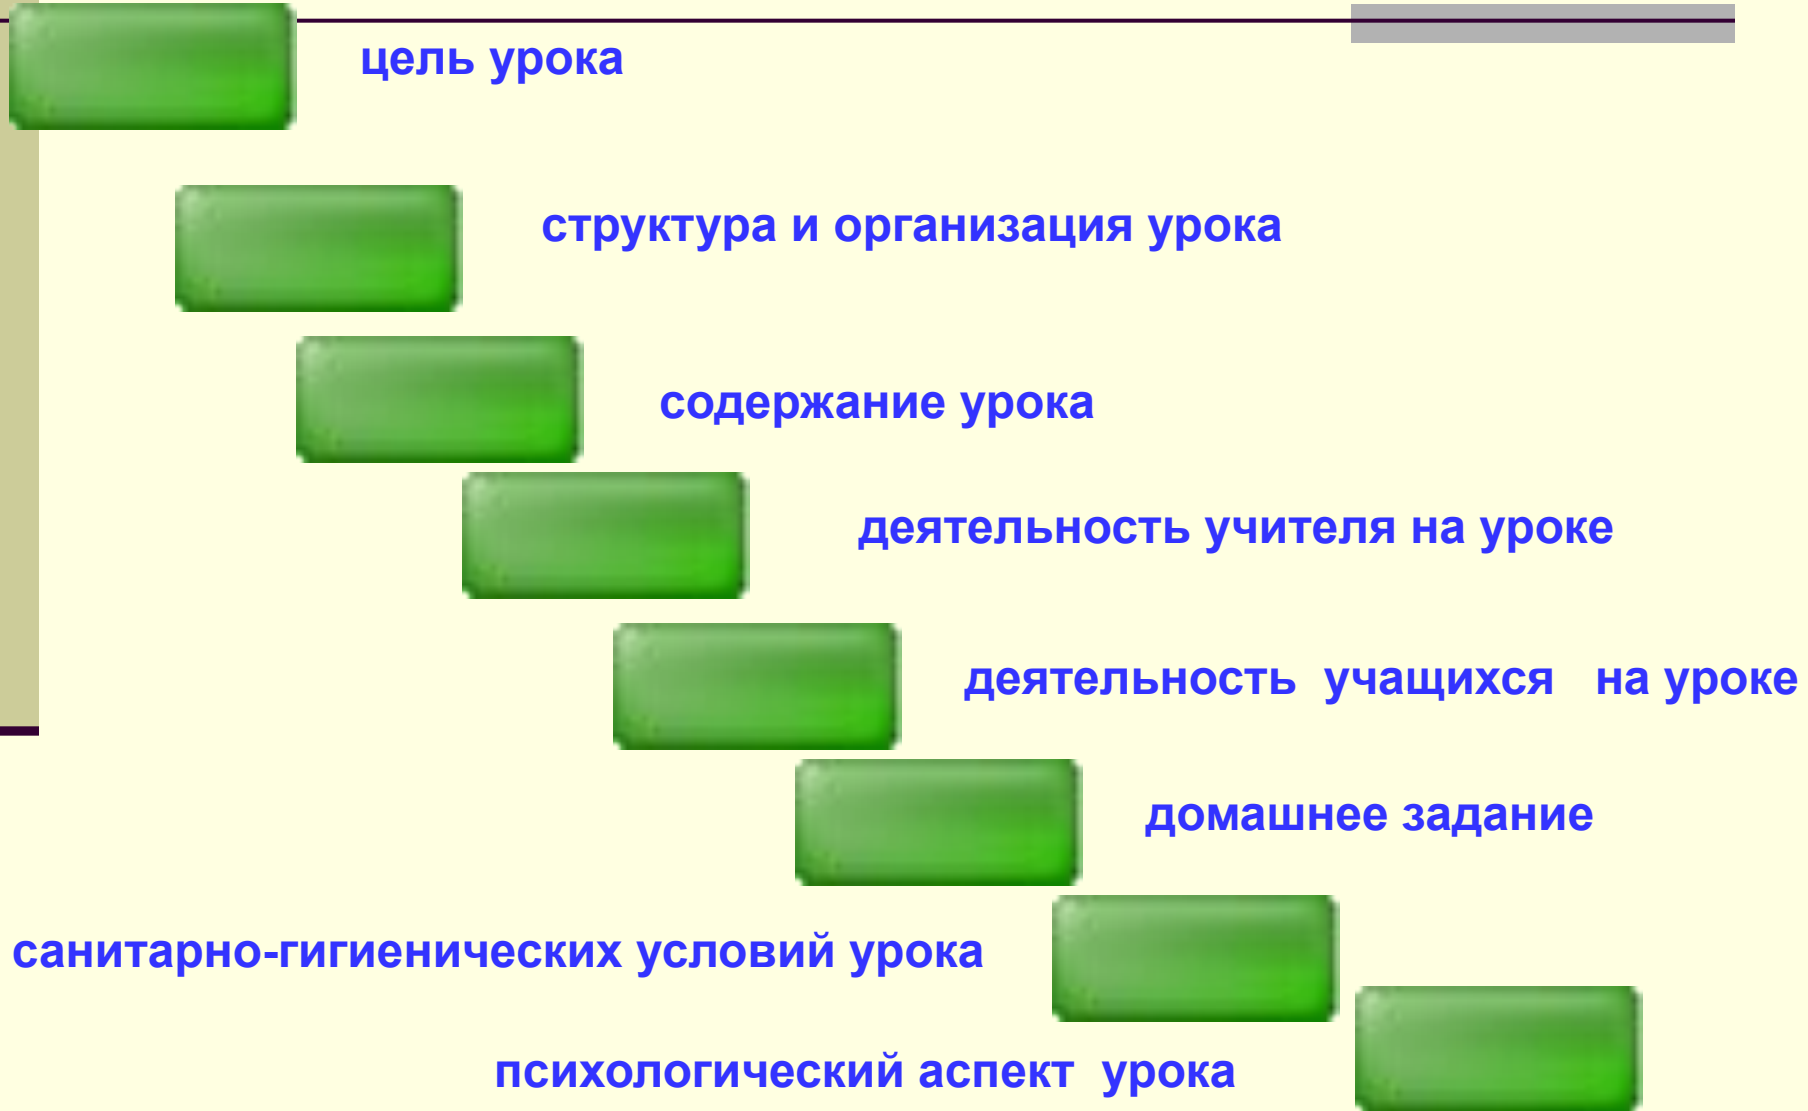 цель урока
структура и организация урока
содержание урока
деятельность учителя на уроке
деятельность учащихся на уроке
домашнее задание
санитарно-гигиенических условий урока
психологический аспект урока